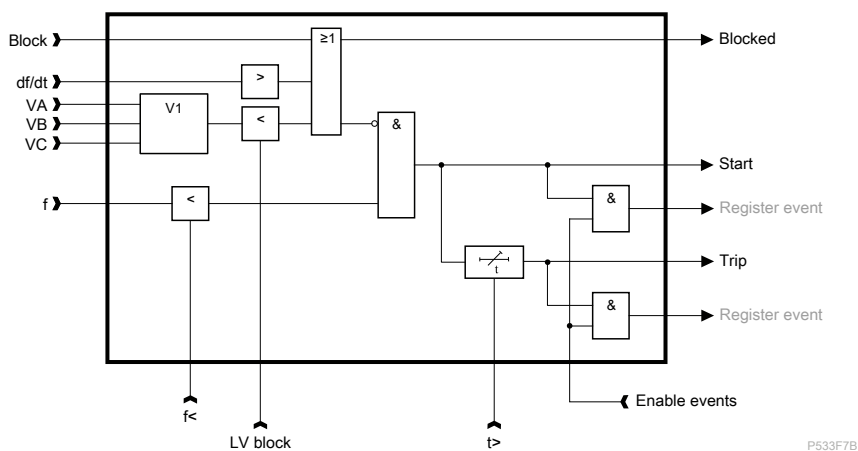 Block
≥1
Blocked
df/dt
>
VA
V1
VB
<
&
VC
Start
f
<
&
Register event
t
Trip
&
Register event
f<
Enable events
LV block
t>
P533F7B